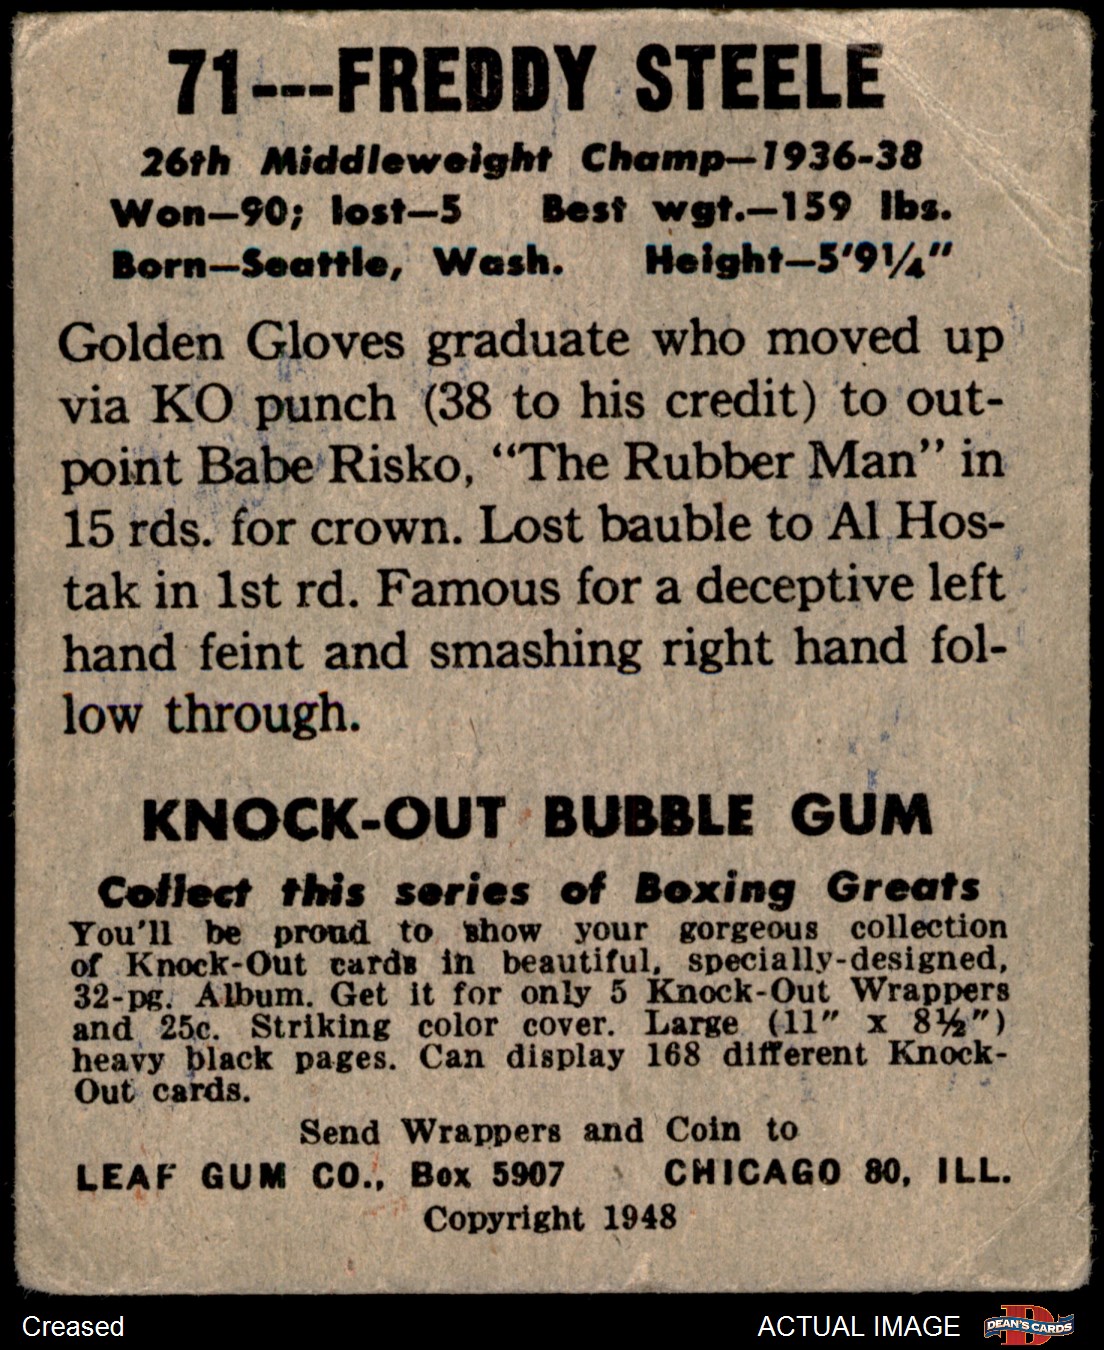 71---FREDDY STEELE
26th Middleweight Champ—1936-38
Won—90; lost—5 Best wgt.—159 lbs.
Born—Seattle, Wash. Height—5'9¼"
Golden Gloves graduate who moved up
via KO punch (38 to his credit) to out-
point Babe Risko, “The Rubber Man” in
15 rds. for crown. Lost bauble to Al Hos-
tak in 1st rd. Famous for a deceptive left
hand feint and smashing right hand fol-
low through.
KNOCK-OUT BUBBLE GUM
Collect this series of Boxing Greats
You'll be proud to show your gorgeous collection
of Knock-Out cards in beautiful, specially-designed,
32-pg. Album. Get it for only 5 Knock-Out Wrappers
and 25c. Striking color cover. Large (11" x 8½")
heavy black pages. Can display 168 different Knock-
Out cards.
Send Wrappers and Coin to
LEAF GUM CO., Box 5907 CHICAGO 80, ILL.
Copyright 1948
Creased
ACTUAL IMAGE
DEAN'S CARDS